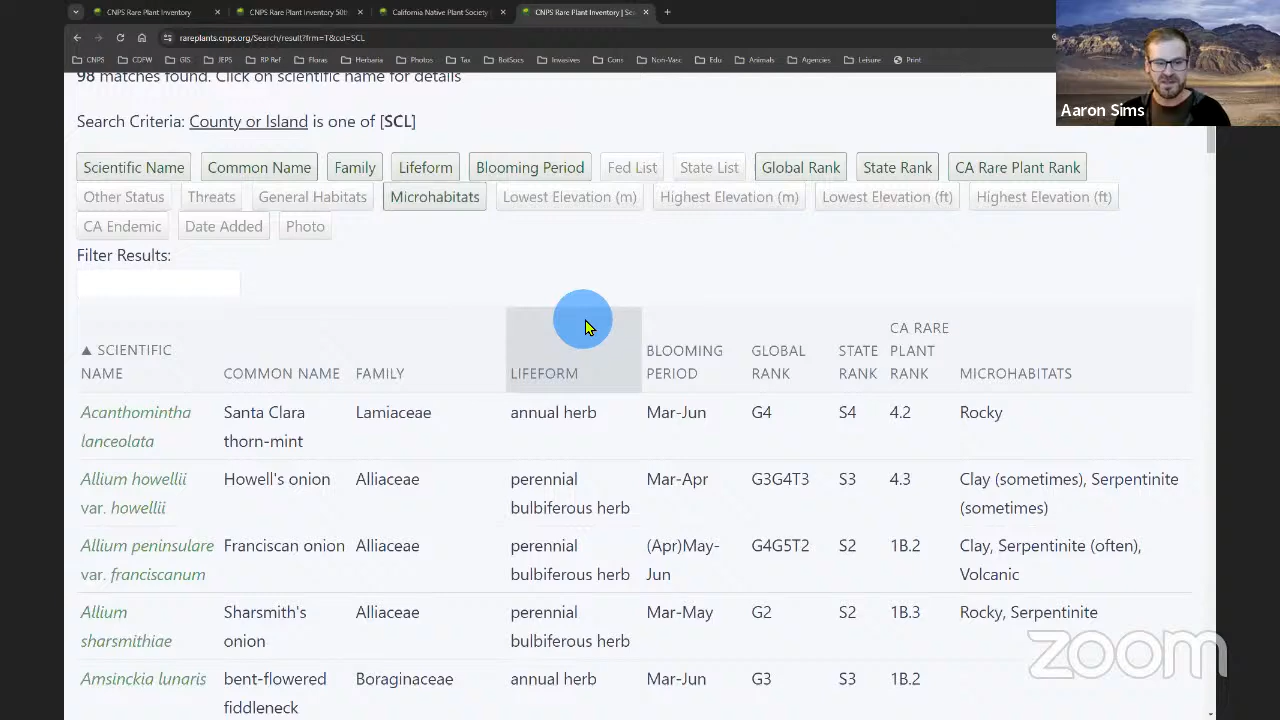 CNPS Rare Plant Inventory
CNPS Rare Plant Inventory 50th
California Native Plant Society
CNPS Rare Plant Inventory | Se
rareplants.cnps.org/Search/result?frm=T&ccl=SCL
CNPS CDFW GIS JEPS RP Ref Floras Herbaria Photos Tax BotSocs Invasives Cons Non-Vasc Edu Animals Agencies Leisure Print
98 matches found. Click on scientific name for details
Aaron Sims
Search Criteria: County or Island is one of [SCL]
Scientific Name Common Name Family Lifeform Blooming Period Fed List State List Global Rank State Rank CA Rare Plant Rank
Other Status Threats General Habitats Microhabitats Lowest Elevation (m) Highest Elevation (m) Lowest Elevation (ft) Highest Elevation (ft)
CA Endemic Date Added Photo
Filter Results:
▲ SCIENTIFIC NAME COMMON NAME FAMILY LIFEFORM BLOOMING PERIOD GLOBAL RANK STATE RANK CA RARE PLANT RANK MICROHABITATS
Acanthomintha lanceolata Santa Clara thorn-mint Lamiaceae annual herb Mar-Jun G4 S4 4.2 Rocky
Allium howellii var. howellii Howell's onion Alliaceae perennial bulbiferous herb Mar-Apr G3G4T3 S3 4.3 Clay (sometimes), Serpentinite (sometimes)
Allium peninsulare var. franciscanum Franciscan onion Alliaceae perennial bulbiferous herb (Apr)May-Jun G4G5T2 S2 1B.2 Clay, Serpentinite (often), Volcanic
Allium sharsmithiae Sharsmith's onion Alliaceae perennial bulbiferous herb Mar-May G2 S2 1B.3 Rocky, Serpentinite
Amsinckia lunaris bent-flowered fiddleneck Boraginaceae annual herb Mar-Jun G3 S3 1B.2
zoom